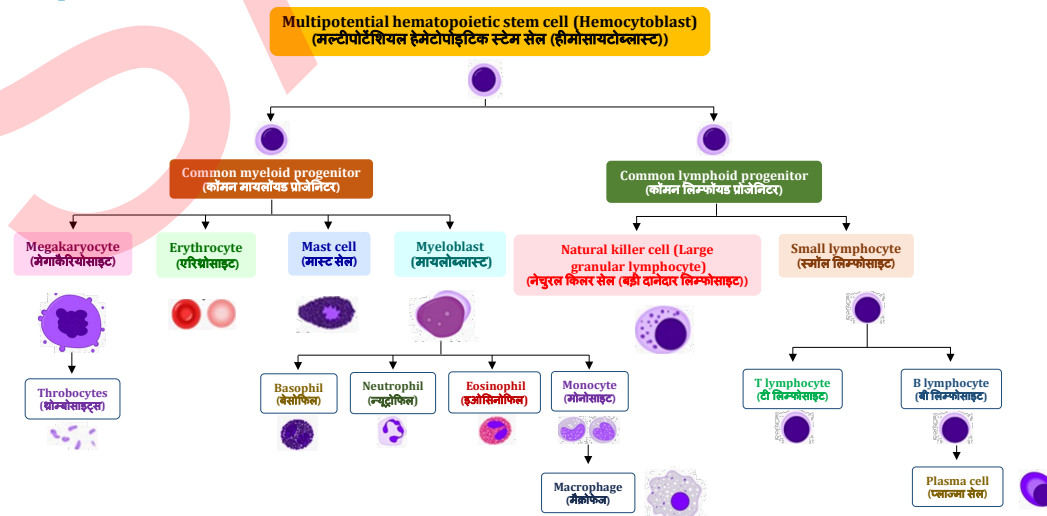 Multipotential hematopoietic stem cell (Hemocytoblast)
(मल्टीपोटेंशियल हेमेटोपोइटिक स्टेम सेल (हीमोसायटोब्लास्ट))
Common myeloid progenitor
(कॉमन मायलॉयड प्रोजेनिटर)
Common lymphoid progenitor
(कॉमन लिम्फॉयड प्रोजेनिटर)
Megakaryocyte
(मेगाकैरियोसाइट)
Erythrocyte
(एरिथ्रोसाइट)
Mast cell
(मास्ट सेल)
Myeloblast
(मायलोब्लास्ट)
Natural killer cell (Large
granular lymphocyte)
(नेचुरल किलर सेल (बड़ी दानेदार लिम्फोसाइट))
Small lymphocyte
(स्मॉल लिम्फोसाइट)
Throbocytes
(थ्रोम्बोसाइट्स)
Basophil
(बेसोफिल)
Neutrophil
(न्यूट्रोफिल)
Eosinophil
(इओसिनोफिल)
Monocyte
(मोनोसाइट)
T lymphocyte
(टी लिम्फोसाइट)
B lymphocyte
(बी लिम्फोसाइट)
Macrophage
(मैक्रोफेज)
Plasma cell
(प्लाज्मा सेल)